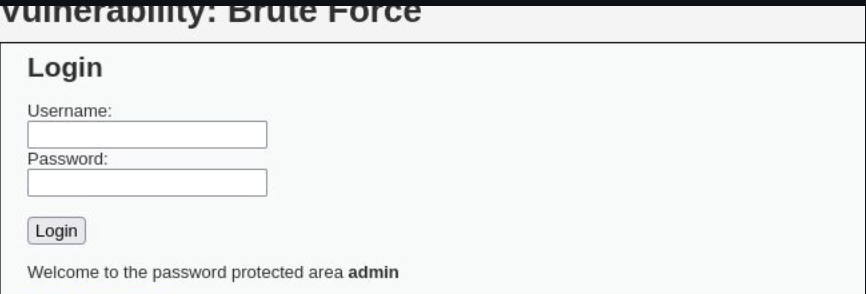 Vulnerability: Brute Force
Login
Username:
Password:
Login
Welcome to the password protected area admin